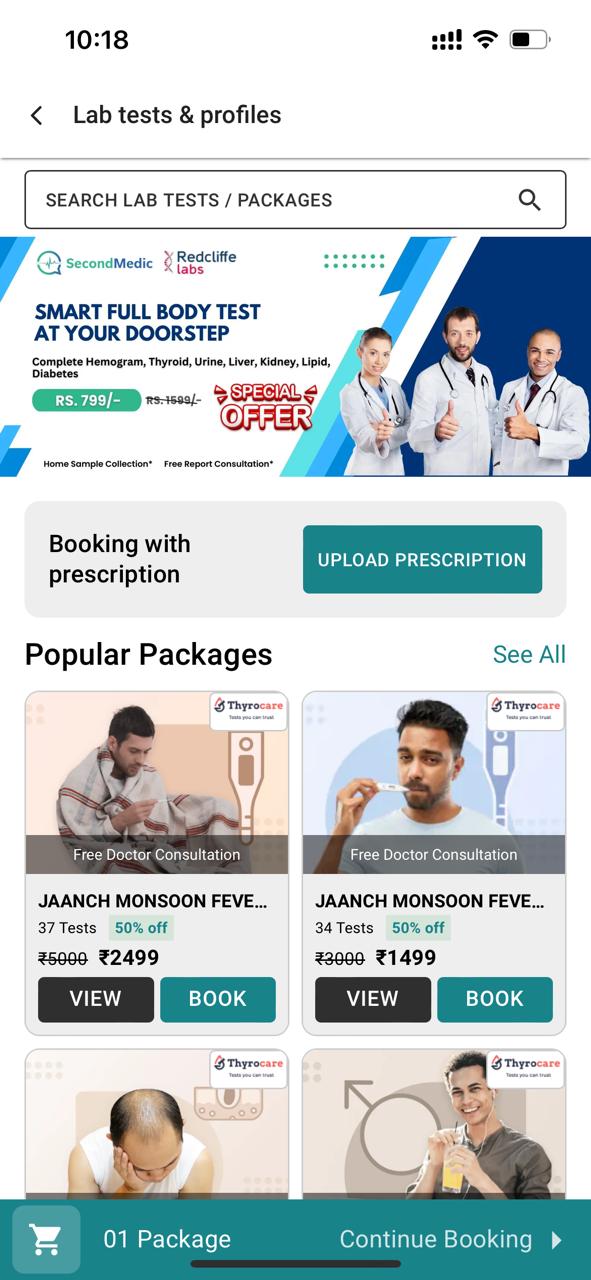 10:18
Lab tests & profiles
SEARCH LAB TESTS / PACKAGES
SecondMedic Redcliffe labs
SMART FULL BODY TEST
AT YOUR DOORSTEP
Complete Hemogram, Thyroid, Urine, Liver, Kidney, Lipid,
Diabetes
RS. 799/- RS. 1599/- SPECIAL OFFER
Home Sample Collection* Free Report Consultation*
Booking with
prescription
UPLOAD PRESCRIPTION
Popular Packages See All
Thyrocare
Tests you can trust
Free Doctor Consultation
JAANCH MONSOON FEVE...
37 Tests 50% off
₹5000 ₹2499
VIEW BOOK
Thyrocare
Tests you can trust
Free Doctor Consultation
JAANCH MONSOON FEVE...
34 Tests 50% off
₹3000 ₹1499
VIEW BOOK
Thyrocare
Tests you can trust
Thyrocare
Tests you can trust
01 Package Continue Booking